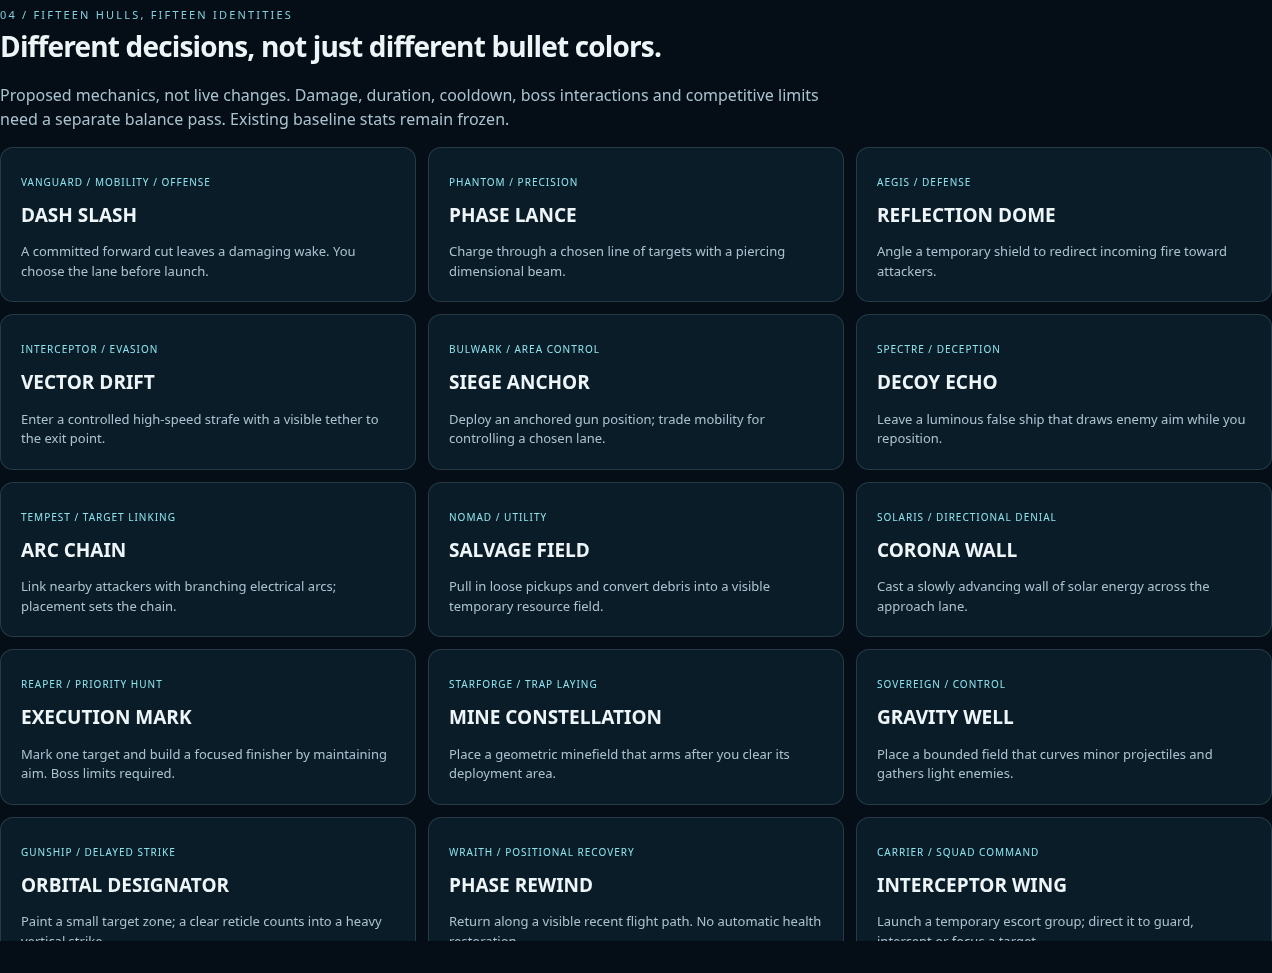 04 / FIFTEEN HULLS, FIFTEEN IDENTITIES
Different decisions, not just different bullet colors.
Proposed mechanics, not live changes. Damage, duration, cooldown, boss interactions and competitive limits
need a separate balance pass. Existing baseline stats remain frozen.
VANGUARD / MOBILITY / OFFENSE
DASH SLASH
A committed forward cut leaves a damaging wake. You
choose the lane before launch.
PHANTOM / PRECISION
PHASE LANCE
Charge through a chosen line of targets with a piercing
dimensional beam.
AEGIS / DEFENSE
REFLECTION DOME
Angle a temporary shield to redirect incoming fire toward
attackers.
INTERCEPTOR / EVASION
VECTOR DRIFT
Enter a controlled high-speed strafe with a visible tether to
the exit point.
BULWARK / AREA CONTROL
SIEGE ANCHOR
Deploy an anchored gun position; trade mobility for
controlling a chosen lane.
SPECTRE / DECEPTION
DECOY ECHO
Leave a luminous false ship that draws enemy aim while you
reposition.
TEMPEST / TARGET LINKING
ARC CHAIN
Link nearby attackers with branching electrical arcs;
placement sets the chain.
NOMAD / UTILITY
SALVAGE FIELD
Pull in loose pickups and convert debris into a visible
temporary resource field.
SOLARIS / DIRECTIONAL DENIAL
CORONA WALL
Cast a slowly advancing wall of solar energy across the
approach lane.
REAPER / PRIORITY HUNT
EXECUTION MARK
Mark one target and build a focused finisher by maintaining
aim. Boss limits required.
STARFORGE / TRAP LAYING
MINE CONSTELLATION
Place a geometric minefield that arms after you clear its
deployment area.
SOVEREIGN / CONTROL
GRAVITY WELL
Place a bounded field that curves minor projectiles and
gathers light enemies.
GUNSHIP / DELAYED STRIKE
ORBITAL DESIGNATOR
Paint a small target zone; a clear reticle counts into a heavy
vertical strike.
WRAITH / POSITIONAL RECOVERY
PHASE REWIND
Return along a visible recent flight path. No automatic health
restoration.
CARRIER / SQUAD COMMAND
INTERCEPTOR WING
Launch a temporary escort group; direct it to guard,
intercept or focus a target.